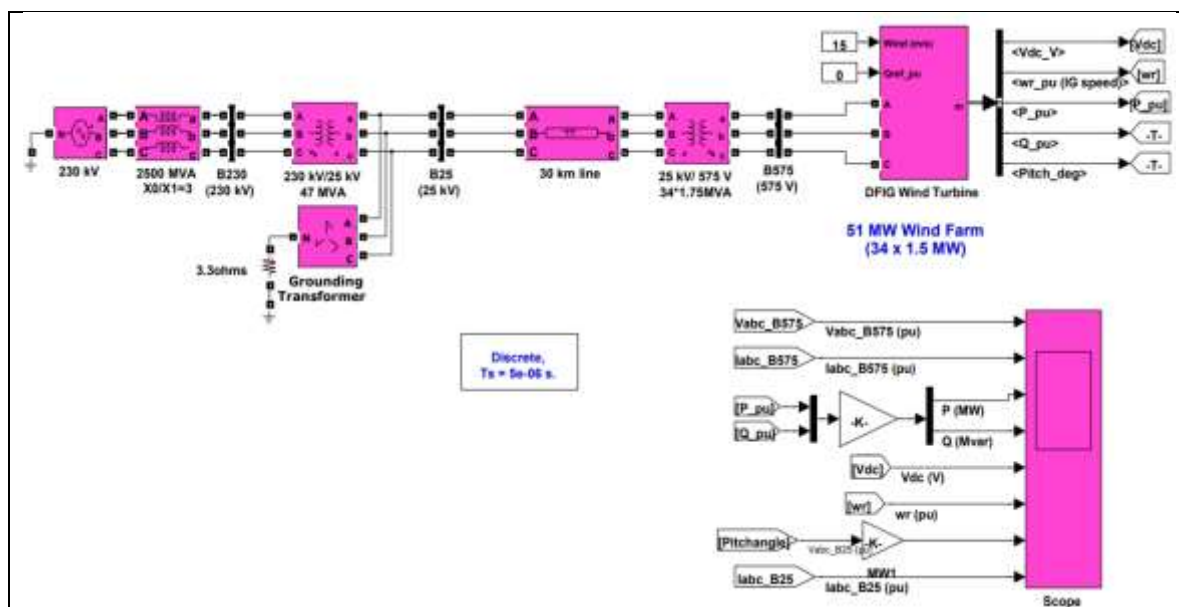 15
Wind (m/s)
[Vdc]
<Vdc_V>
0
Qref_pu
[wr]
<wr_pu (IG speed)>
A
m
[P_pu]
<P_pu>
B
-T-
<Q_pu>
C
-T-
<Pitch_deg>
DFIG Wind Turbine
N
A
B
C
A
B
C
A
B
C
A
B
C
a
b
c
A
B
C
A
B
C
A
B
C
a
b
c
230 kV
2500 MVA
X0/X1=3
B230
(230 kV)
230 kV/25 kV
47 MVA
B25
(25 kV)
30 km line
25 kV/ 575 V
34*1.75MVA
B575
(575 V)
51 MW Wind Farm
(34 x 1.5 MW)
N
A
B
C
3.3ohms
Grounding
Transformer
Discrete,
Ts = 5e-06 s.
Vabc_B575
Vabc_B575 (pu)
Iabc_B575
Iabc_B575 (pu)
[P_pu]
[Q_pu]
-K-
P (MW)
Q (Mvar)
[Vdc]
Vdc (V)
[wr]
wr (pu)
[Pitchangle]
Vabc_B25 (pu)
-K-
MW1
Iabc_B25
Iabc_B25 (pu)
Scope